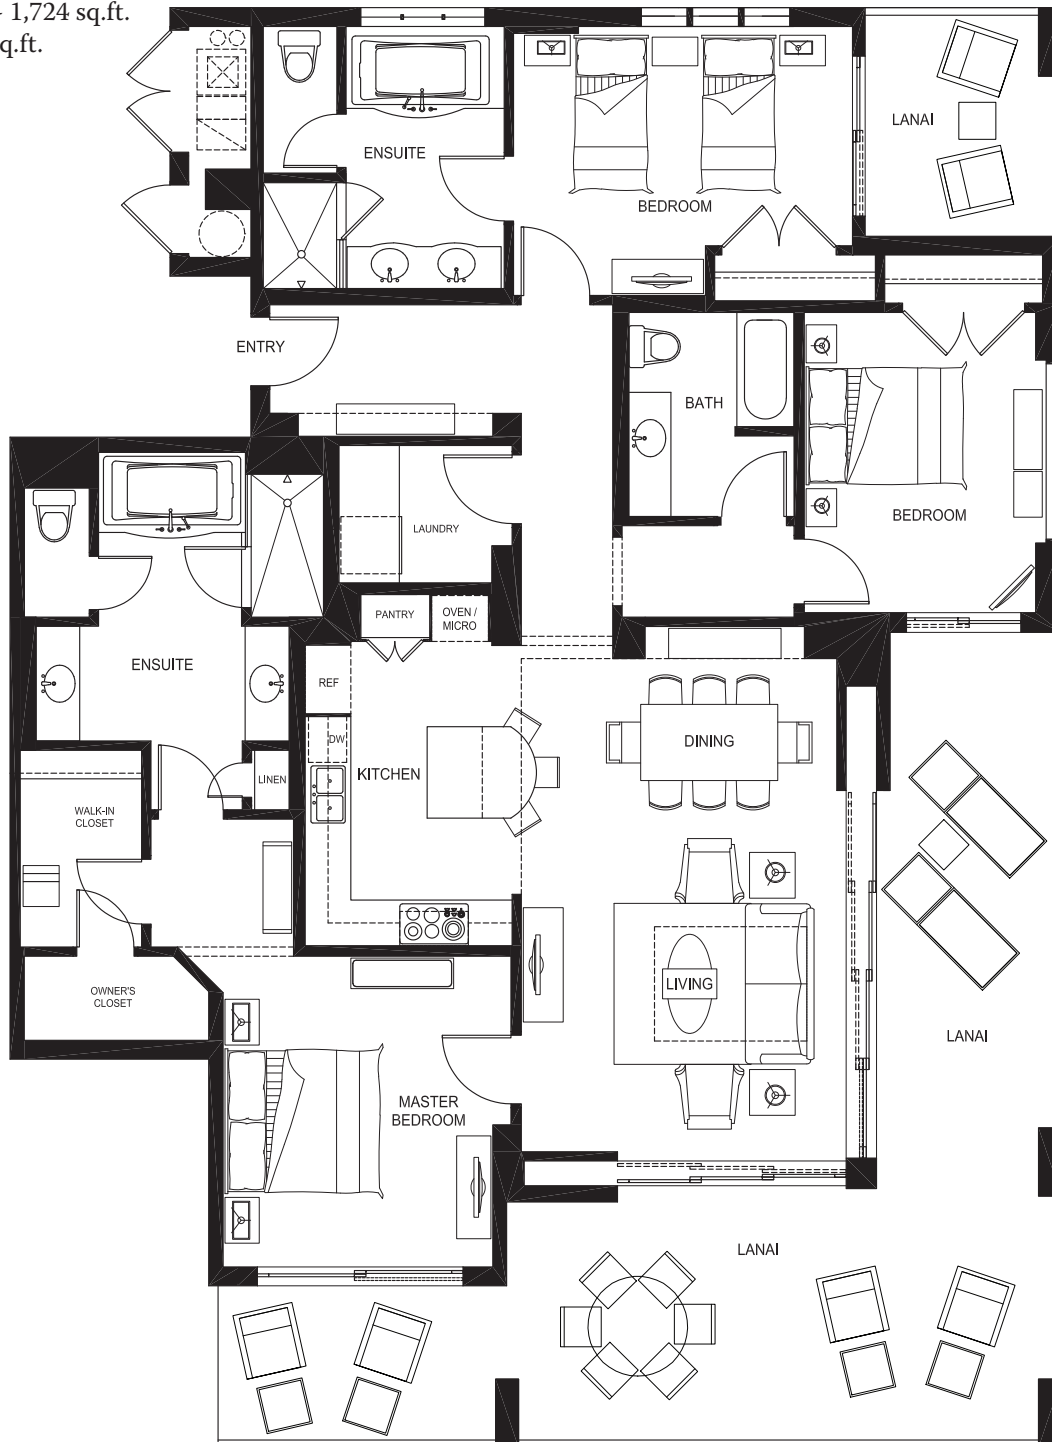 1,724 sq.ft.
q.ft.
LANAI
ENSUITE
BEDROOM
ENTRY
BATH
BEDROOM
LAUNDRY
PANTRY
OVEN /
MICRO
ENSUITE
REF
DW
KITCHEN
DINING
LINEN
WALK-IN
CLOSET
LIVING
OWNER'S
CLOSET
LANAI
MASTER
BEDROOM
LANAI